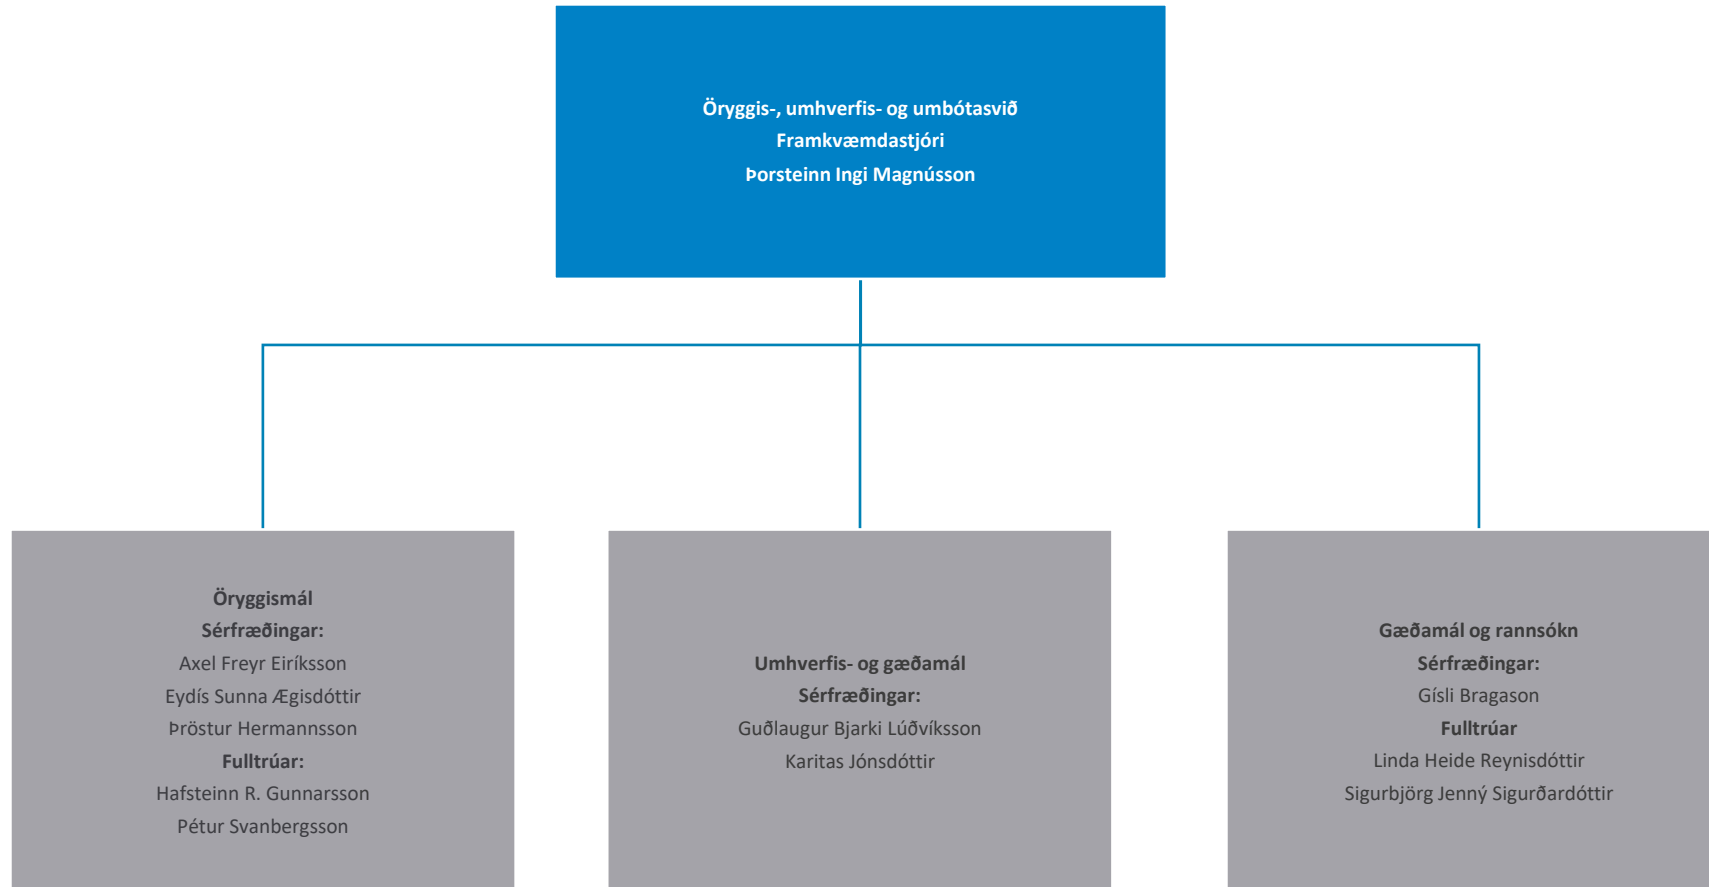 Öryggis-, umhverfis- og umbótasvið
Framkvæmdastjóri
Þorsteinn Ingi Magnússon
Öryggismál
Sérfræðingar:
Axel Freyr Eiríksson
Eydís Sunna Ægisdóttir
Þröstur Hermannsson
Fulltrúar:
Hafsteinn R. Gunnarsson
Pétur Svanbergsson
Umhverfis- og gæðamál
Sérfræðingar:
Guðlaugur Bjarki Lúðvíksson
Karitas Jónsdóttir
Gæðamál og rannsókn
Sérfræðingar:
Gísli Bragason
Fulltrúar
Linda Heide Reynisdóttir
Sigurbjörg Jenný Sigurðardóttir